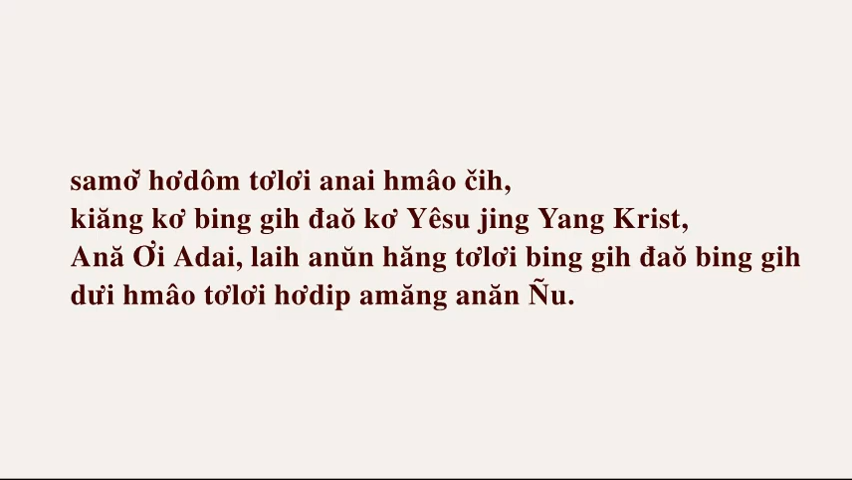 samơ̆ hơdôm tơlơi anai hmâo čih,
kiăng kơ bing gih đaŏ kơ Yêsu jing Yang Krist,
Ană Ơi Adai, laih anŭn hăng tơlơi bing gih đaŏ bing gih
dưi hmâo tơlơi hơdip amăng anăn Ñu.